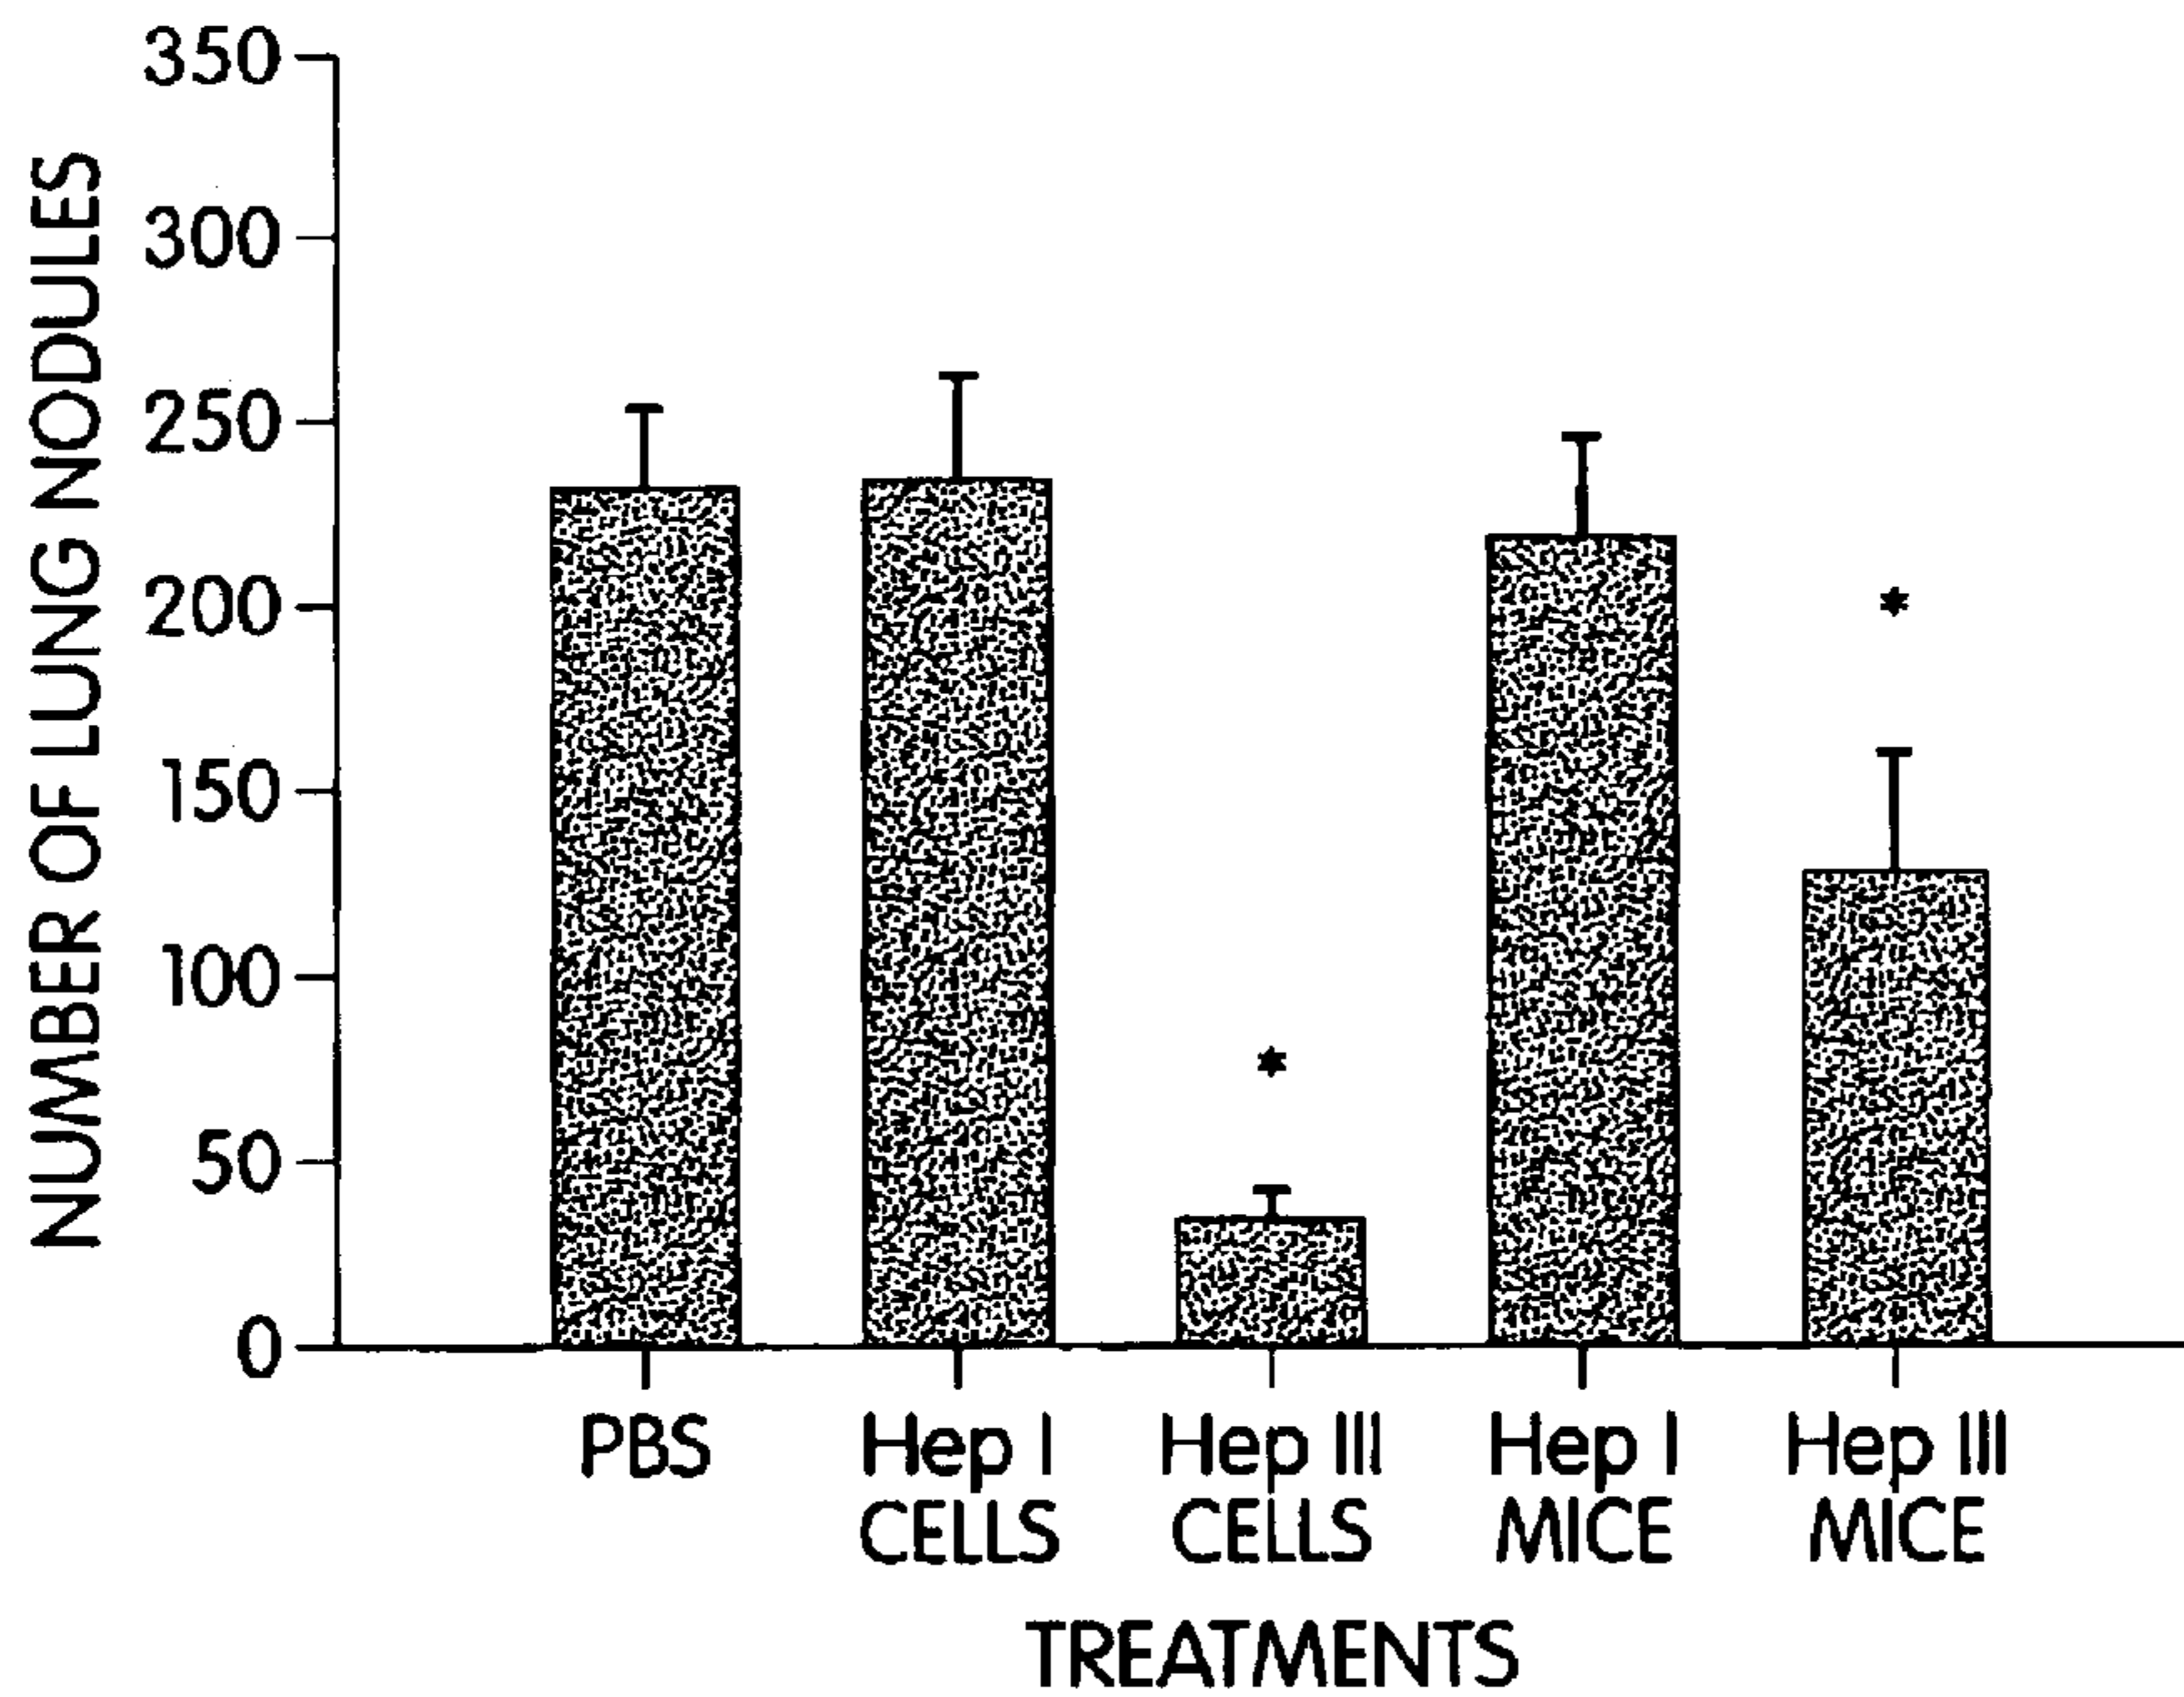 NUMBER OF LUNG NODULES
350
300
250
200
150
100
50
0
*
*
PBS
Hep I CELLS
Hep III CELLS
Hep I MICE
Hep III MICE
TREATMENTS